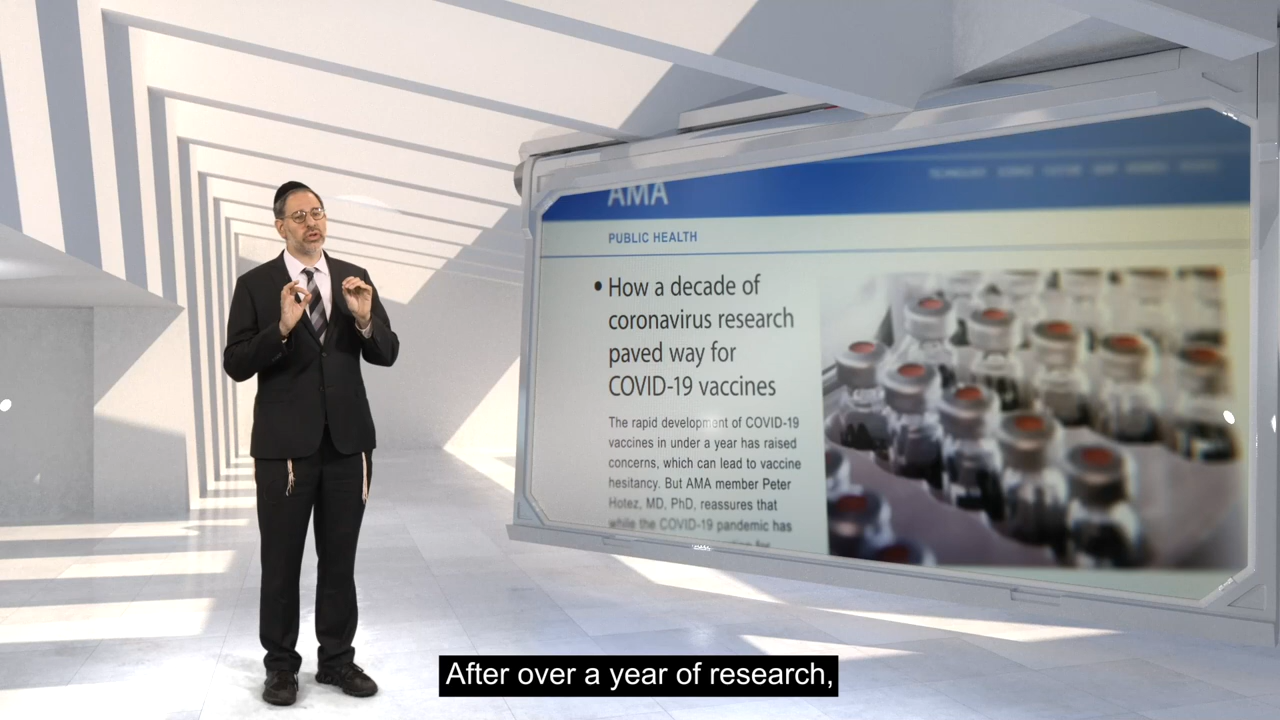 AMA
TECHNOLOGY SCIENCE
PUBLIC HEALTH
• How a decade of
coronavirus research
paved way for
COVID-19 vaccines
The rapid development of COVID-19
vaccines in under a year has raised
concerns, which can lead to vaccine
hesitancy. But AMA member Peter
Hotez, MD, PhD, reassures that
while the COVID-19 pandemic has
After over a year of research,